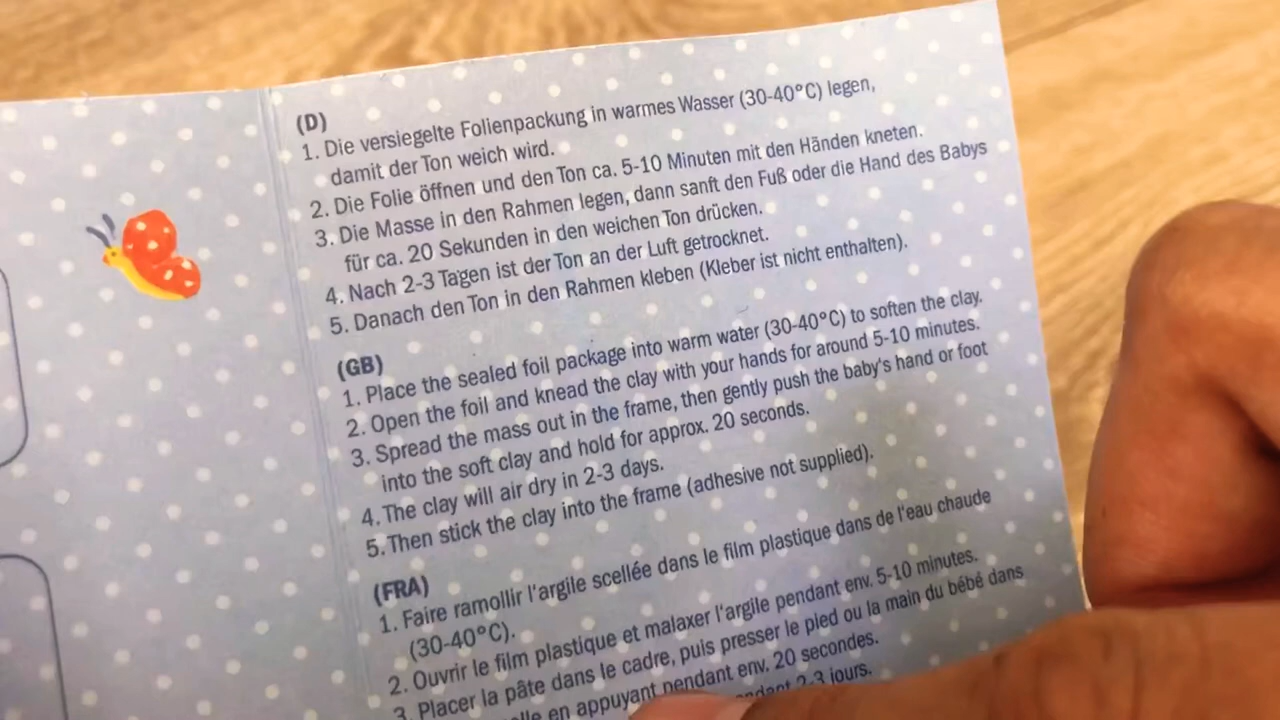 (D)
1. Die versiegelte Folienpackung in warmes Wasser (30-40°C) legen,
damit der Ton weich wird.
2. Die Folie öffnen und den Ton ca. 5-10 Minuten mit den Händen kneten.
3. Die Masse in den Rahmen legen, dann sanft den Fuß oder die Hand des Babys
für ca. 20 Sekunden in den weichen Ton drücken.
4. Nach 2-3 Tagen ist der Ton an der Luft getrocknet.
5. Danach den Ton in den Rahmen kleben (Kleber ist nicht enthalten).
(GB)
1. Place the sealed foil package into warm water (30-40°C) to soften the clay.
2. Open the foil and knead the clay with your hands for around 5-10 minutes.
3. Spread the mass out in the frame, then gently push the baby's hand or foot
into the soft clay and hold for approx. 20 seconds.
4. The clay will air dry in 2-3 days.
5. Then stick the clay into the frame (adhesive not supplied).
(FRA)
1. Faire ramollir l'argile scellée dans le film plastique dans de l'eau chaude
(30-40°C).
2. Ouvrir le film plastique et malaxer l'argile pendant env. 5-10 minutes.
3. Placer la pâte dans le cadre, puis presser le pied ou la main du bébé dans
en appuyant pendant env. 20 secondes.
2-3 jours.